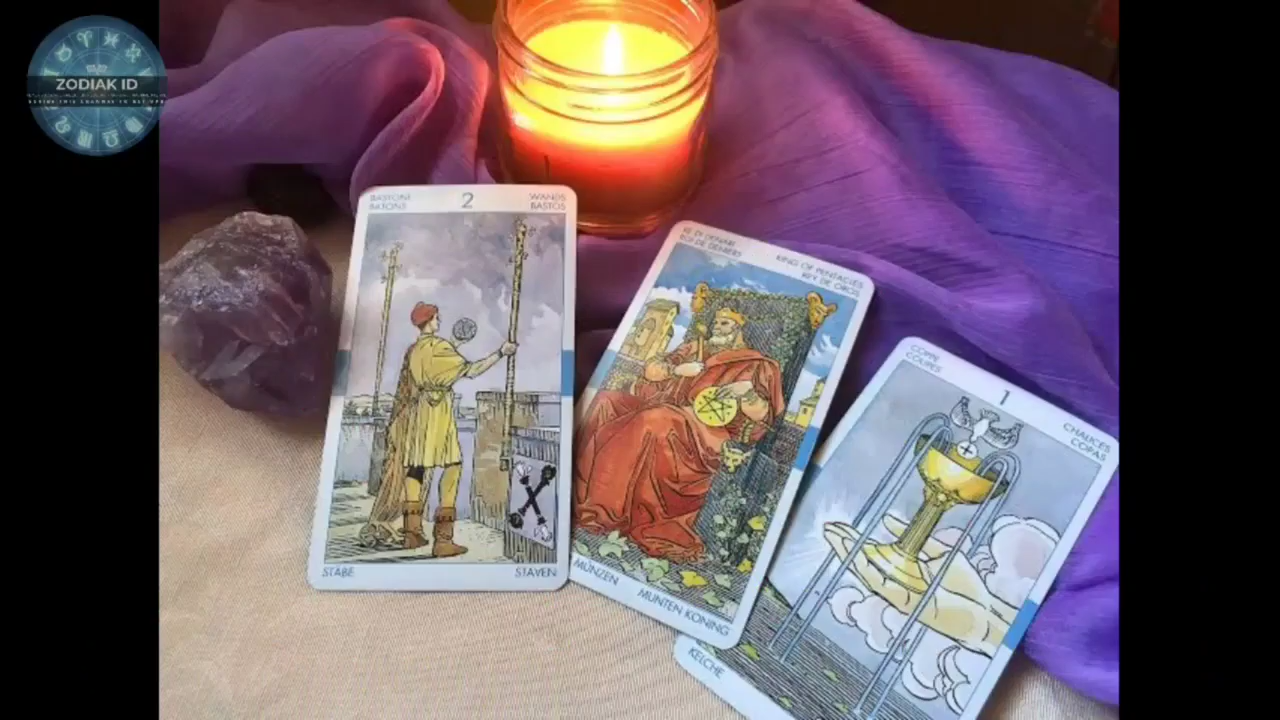 ZODIAK ID
BASTONI
BATONS
2
WANDS
BASTOS
STÄBE
STAVEN
RE DI DENARI
ROI DE DENIERS
KING OF PENTACLES
REY DE OROS
MÜNZEN
MUNTEN KONING
COPPE
COUPES
1
CHALICES
COPAS
KELCHE